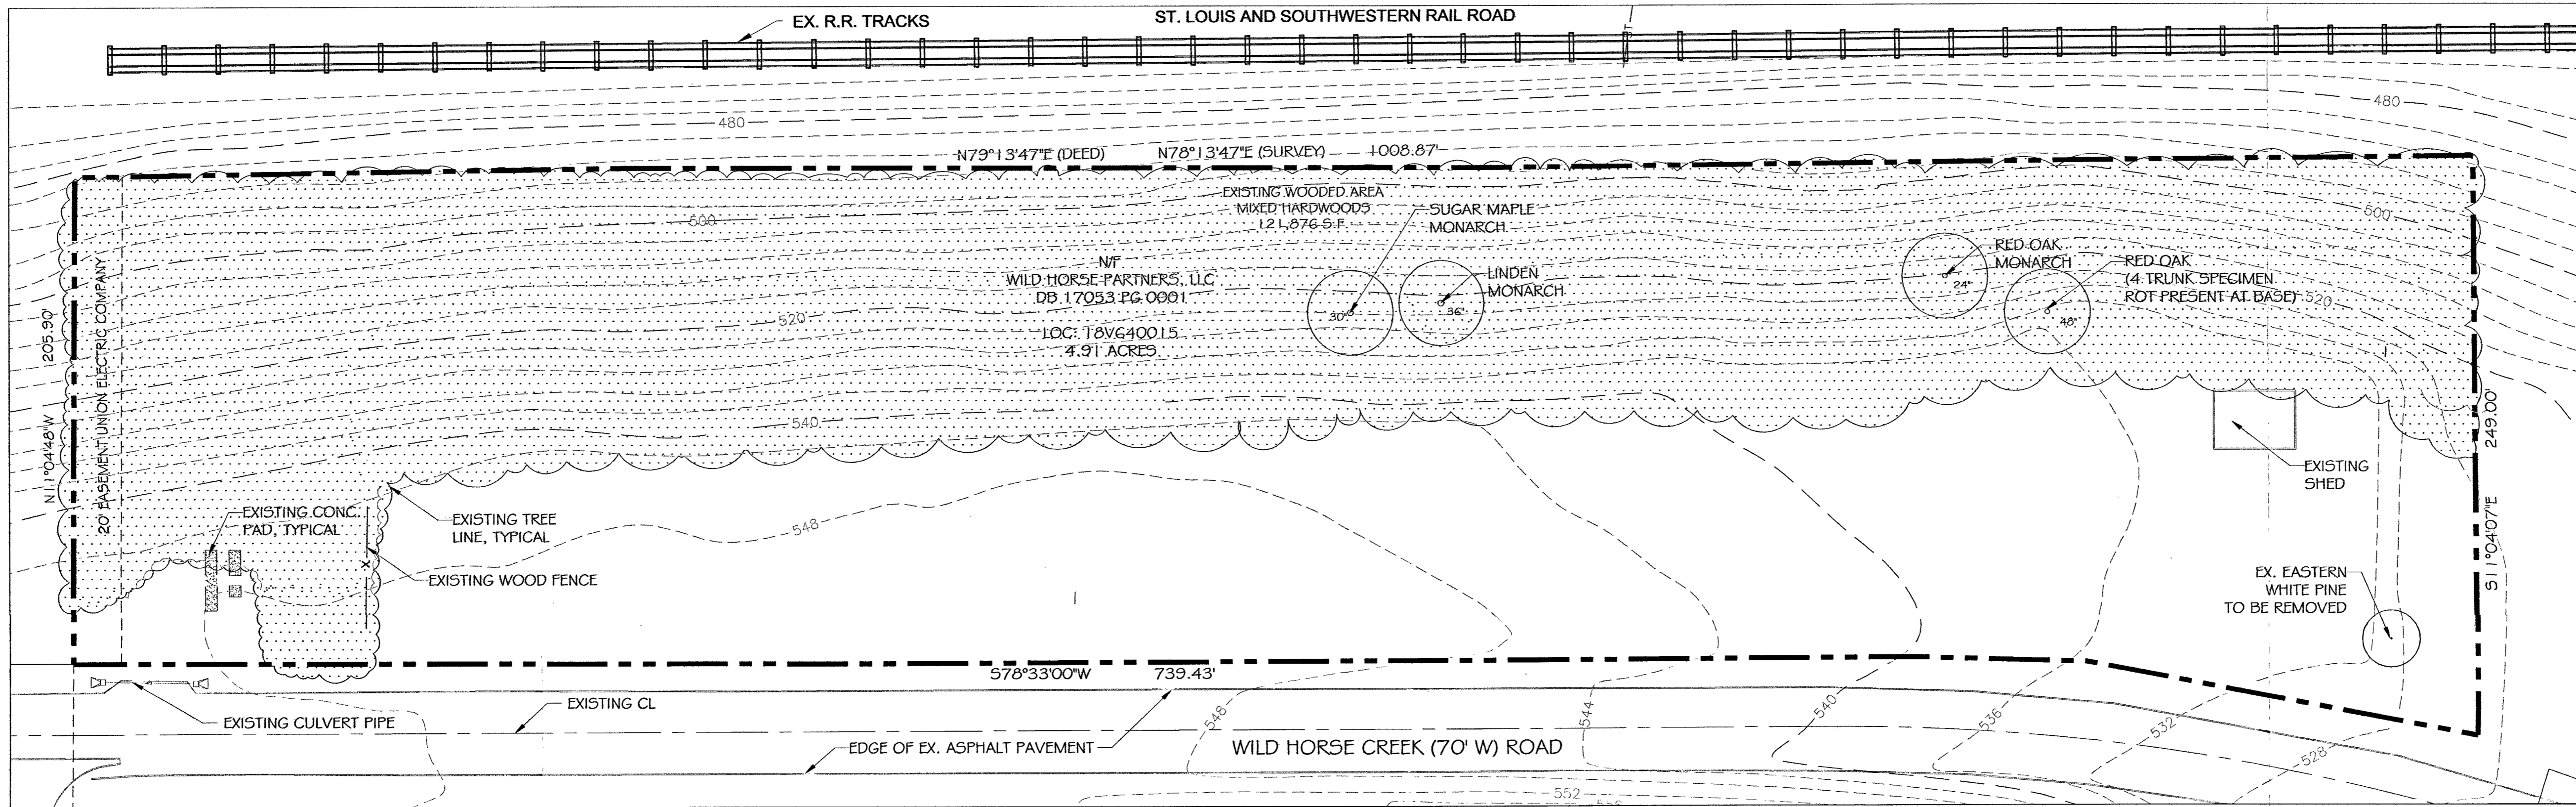 EX. R.R. TRACKS
ST. LOUIS AND SOUTHWESTERN RAIL ROAD
480
480
N79°13'47"E (DEED) N78°13'47"E (SURVEY) 1008.87'
EXISTING WOODED AREA
MIXED HARDWOODS
121,876 S.F.
SUGAR MAPLE
MONARCH
500
500
N/F
WILD HORSE PARTNERS, LLC
DB 17053 PG 0001
LOC: 18V640015
4.91 ACRES
30"
LINDEN
MONARCH
36"
RED OAK
MONARCH
24"
RED OAK
(4 TRUNK SPECIMEN
ROT PRESENT AT BASE)
48"
520
520
540
N11°04'48"W 205.90'
20' EASEMENT UNION ELECTRIC COMPANY
249.00'
S11°04'07"E
EXISTING
SHED
EXISTING CONC.
PAD, TYPICAL
EXISTING TREE
LINE, TYPICAL
548
X
EXISTING WOOD FENCE
EX. EASTERN
WHITE PINE
TO BE REMOVED
S78°33'00"W 739.43'
EXISTING CULVERT PIPE
EXISTING CL
EDGE OF EX. ASPHALT PAVEMENT
WILD HORSE CREEK (70' W) ROAD
548
544
540
536
532
528
552